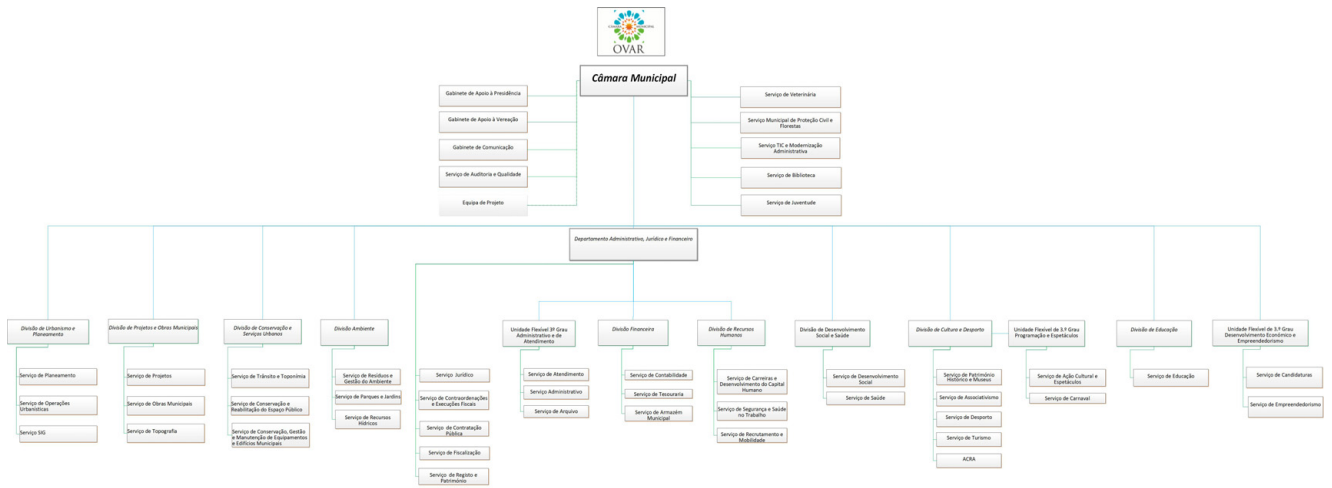 CÂMARA MUNICIPAL
OVAR
Câmara Municipal
Gabinete de Apoio à Presidência
Gabinete de Apoio à Vereação
Gabinete de Comunicação
Serviço de Auditoria e Qualidade
Equipa de Projeto
Serviço de Veterinária
Serviço Municipal de Proteção Civil e
Florestas
Serviço TIC e Modernização
Administrativa
Serviço de Biblioteca
Serviço de Juventude
Departamento Administrativo, Jurídico e Financeiro
Divisão de Urbanismo e
Planeamento
Serviço de Planeamento
Serviço de Operações
Urbanísticas
Serviço SIG
Divisão de Projetos e Obras Municipais
Serviço de Projetos
Serviço de Obras Municipais
Serviço de Topografia
Divisão de Conservação e
Serviços Urbanos
Serviço de Trânsito e Toponímia
Serviço de Conservação e
Reabilitação do Espaço Público
Serviço de Conservação, Gestão
e Manutenção de Equipamentos
e Edifícios Municipais
Divisão Ambiente
Serviço de Resíduos e
Gestão do Ambiente
Serviço de Parques e Jardins
Serviço de Recursos
Hídricos
Serviço Jurídico
Serviço de Contraordenações
e Execuções Fiscais
Serviço de Contratação
Pública
Serviço de Fiscalização
Serviço de Registo e
Património
Unidade Flexível 3º Grau
Administrativo e de
Atendimento
Serviço de Atendimento
Serviço Administrativo
Serviço de Arquivo
Divisão Financeira
Serviço de Contabilidade
Serviço de Tesouraria
Serviço de Armazém
Municipal
Divisão de Recursos
Humanos
Serviço de Carreiras e
Desenvolvimento do Capital
Humano
Serviço de Segurança e Saúde
no Trabalho
Serviço de Recrutamento e
Mobilidade
Divisão de Desenvolvimento
Social e Saúde
Serviço de Desenvolvimento
Social
Serviço de Saúde
Divisão de Cultura e Desporto
Serviço de Património
Histórico e Museus
Serviço de Associativismo
Serviço de Desporto
Serviço de Turismo
ACRA
Unidade Flexível de 3.º Grau
Programação e Espetáculos
Serviço de Ação Cultural e
Espetáculos
Serviço de Carnaval
Divisão de Educação
Serviço de Educação
Unidade Flexível de 3.º Grau
Desenvolvimento Económico e
Empreendedorismo
Serviço de Candidaturas
Serviço de Empreendedorismo